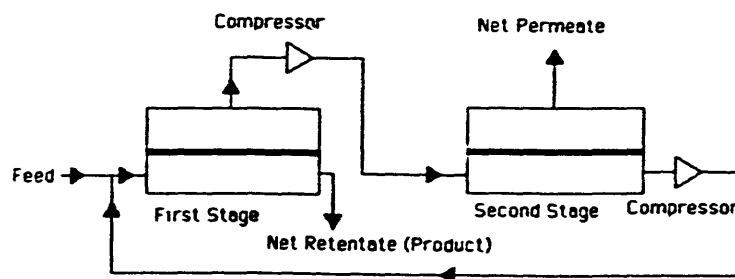 Compressor
Net Permeate
Feed
First Stage
Second Stage
Compressor
Net Retentate (Product)